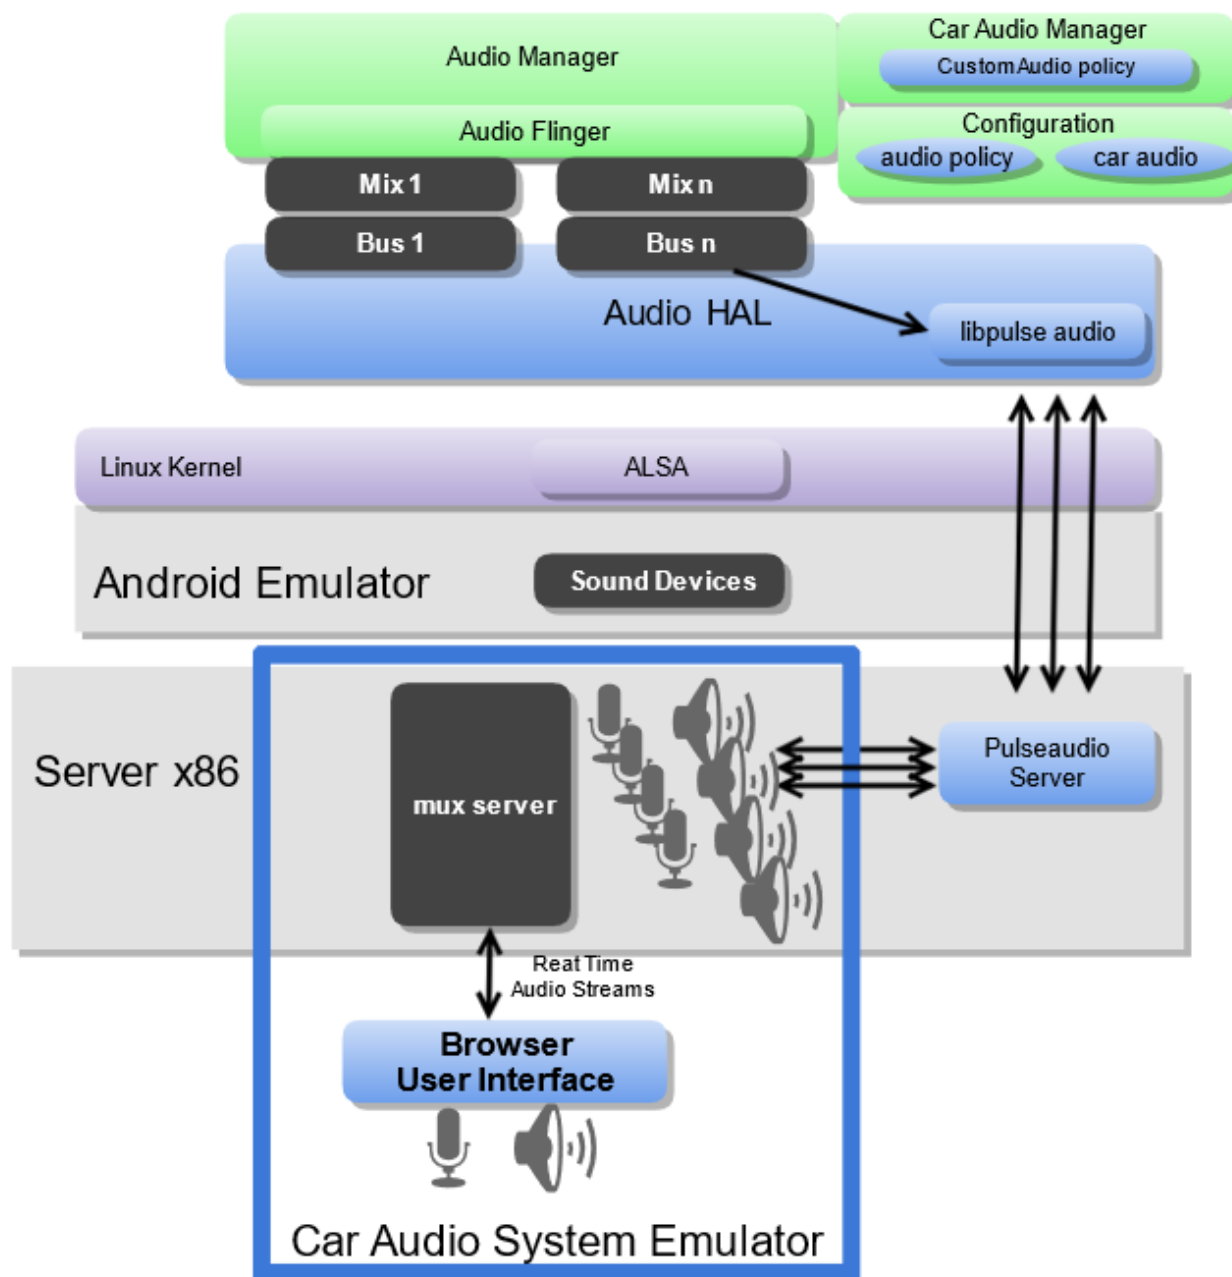 Audio Manager
Car Audio Manager
CustomAudio policy
Audio Flinger
Configuration
audio policy
car audio
Mix 1
Mix n
Bus 1
Bus n
Audio HAL
libpulse audio
Linux Kernel
ALSA
Android Emulator
Sound Devices
Server x86
mux server
Pulseaudio
Server
Reat Time
Audio Streams
Browser
User Interface
Car Audio System Emulator